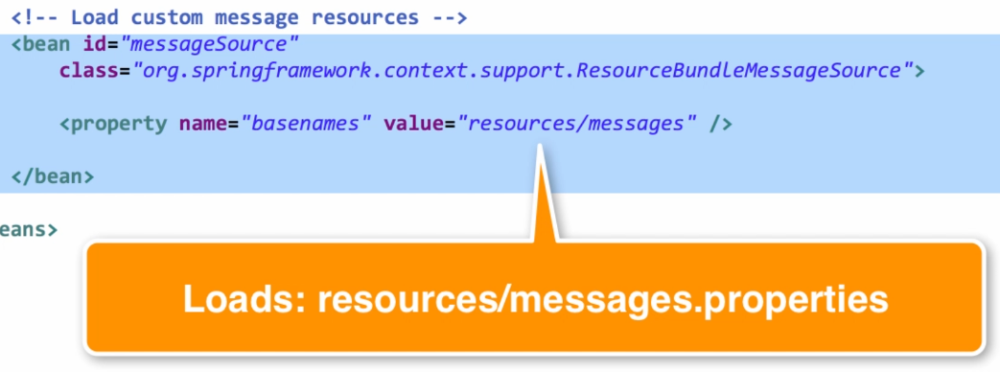 <!-- Load custom message resources -->
<bean id="messageSource"
class="org.springframework.context.support.ResourceBundleMessageSource">
<property name="basenames" value="resources/messages" />
</bean>
eans>
Loads: resources/messages.properties